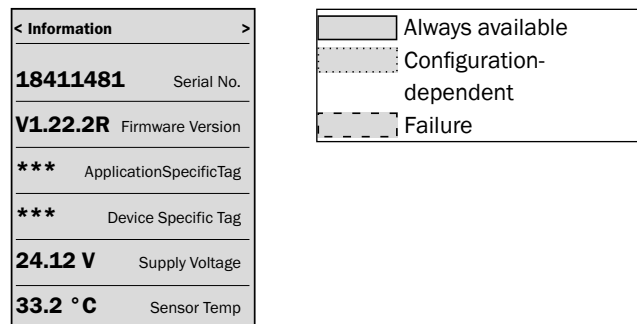 < Information >
18411481 Serial No.
V1.22.2R Firmware Version
*** ApplicationSpecificTag
*** Device Specific Tag
24.12 V Supply Voltage
33.2 °C Sensor Temp
Always available
Configuration-
dependent
Failure